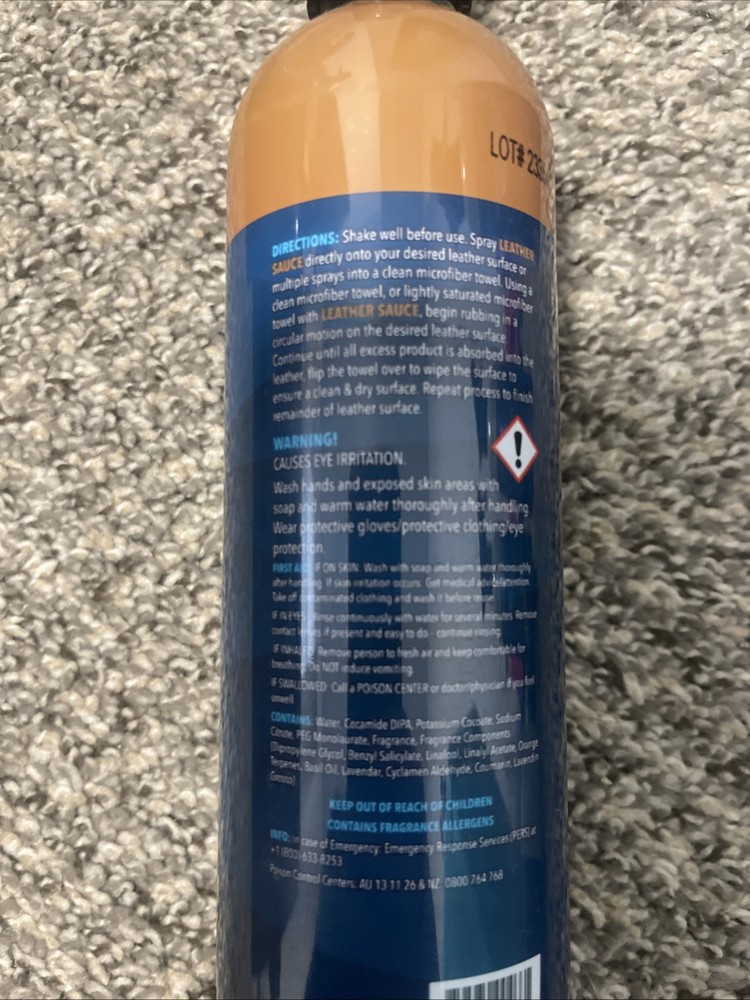 LOT# 235
DIRECTIONS: Shake well before use. Spray LEATHER
SAUCE directly onto your desired leather surface or
multiple sprays into a clean microfiber towel. Using a
clean microfiber towel, or lightly saturated microfiber
towel with LEATHER SAUCE, begin rubbing in a
circular motion on the desired leather surface.
Continue until all excess product is absorbed into the
leather, flip the towel over to wipe the surface to
ensure a clean & dry surface. Repeat process to finish
remainder of leather surface.
WARNING!
CAUSES EYE IRRITATION.
Wash hands and exposed skin areas with
soap and warm water thoroughly after handling.
Wear protective gloves/protective clothing/eye
protection.
FIRST AID: IF ON SKIN: Wash with soap and warm water thoroughly
after handling. If skin irritation occurs: Get medical advice/attention.
Take off contaminated clothing and wash it before reuse.
IF IN EYES: Rinse continuously with water for several minutes. Remove
contact lenses if present and easy to do - continue rinsing.
IF INHALED: Remove person to fresh air and keep comfortable for
breathing. Do NOT induce vomiting.
IF SWALLOWED: Call a POISON CENTER or doctor/physician if you feel
unwell.
CONTAINS: Water, Cocamide DIPA, Potassium Cocoate, Sodium
Citrate, PEG Monolaurate, Fragrance, Fragrance Components
(Dipropylene Glycol, Benzyl Salicylate, Linalool, Linalyl Acetate, Orange
Terpenes, Basil Oil, Lavendar, Cyclamen Aldehyde, Coumarin, Lavendin
Grosso)
KEEP OUT OF REACH OF CHILDREN
CONTAINS FRAGRANCE ALLERGENS
INFO: In case of Emergency: Emergency Response Services (PERS) at
+1 (800) 633-8253
Poison Control Centers: AU 13 11 26 & NZ: 0800 764 768